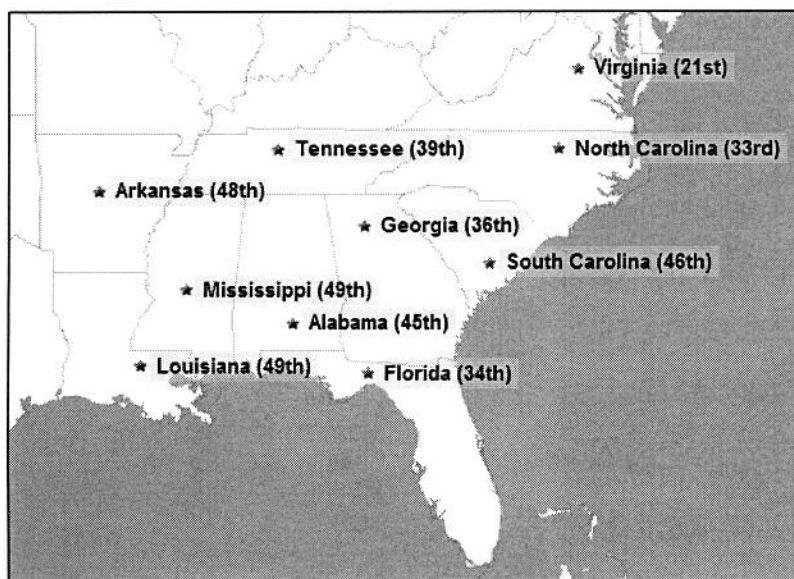 Virginia (21st)
Tennessee (39th)
North Carolina (33rd)
Arkansas (48th)
Georgia (36th)
South Carolina (46th)
Mississippi (49th)
Alabama (45th)
Louisiana (49th)
Florida (34th)